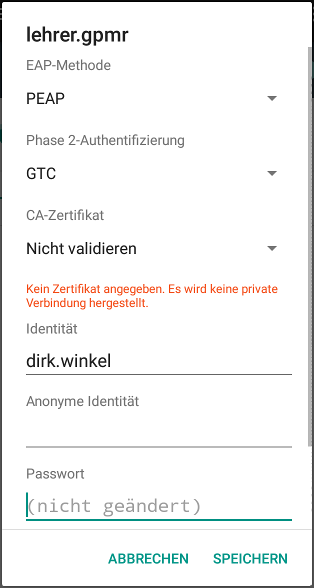 lehrer.gpmr
EAP-Methode
PEAP
Phase 2-Authentifizierung
GTC
CA-Zertifikat
Nicht validieren
Kein Zertifikat angegeben. Es wird keine private
Verbindung hergestellt.
Identität
dirk.winkel
Anonyme Identität
Passwort
(nicht geändert)
ABBRECHEN SPEICHERN